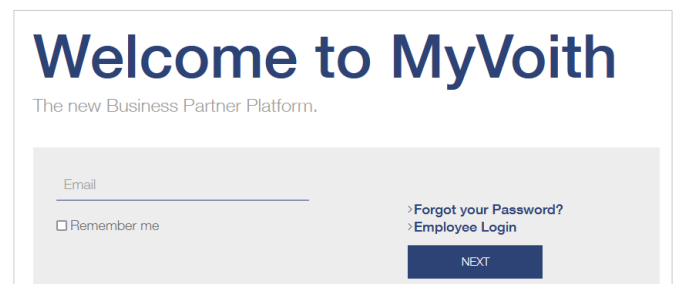 Welcome to MyVoith
The new Business Partner Platform.
Email
Remember me
>Forgot your Password?
>Employee Login
NEXT